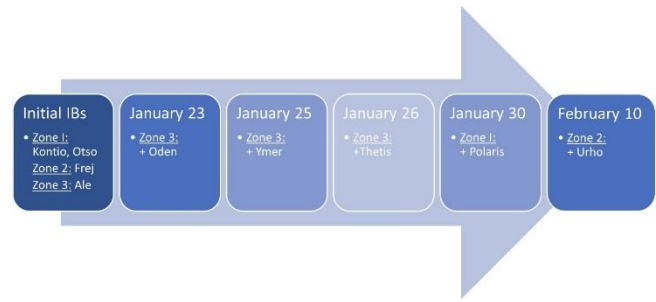 Initial IBs
• Zone I:
Kontio, Otso
Zone 2: Frej
Zone 3: Ale
January 23
• Zone 3:
+ Oden
January 25
• Zone 3:
+ Ymer
January 26
• Zone 3:
+Thetis
January 30
• Zone I:
+ Polaris
February 10
• Zone 2:
+ Urho